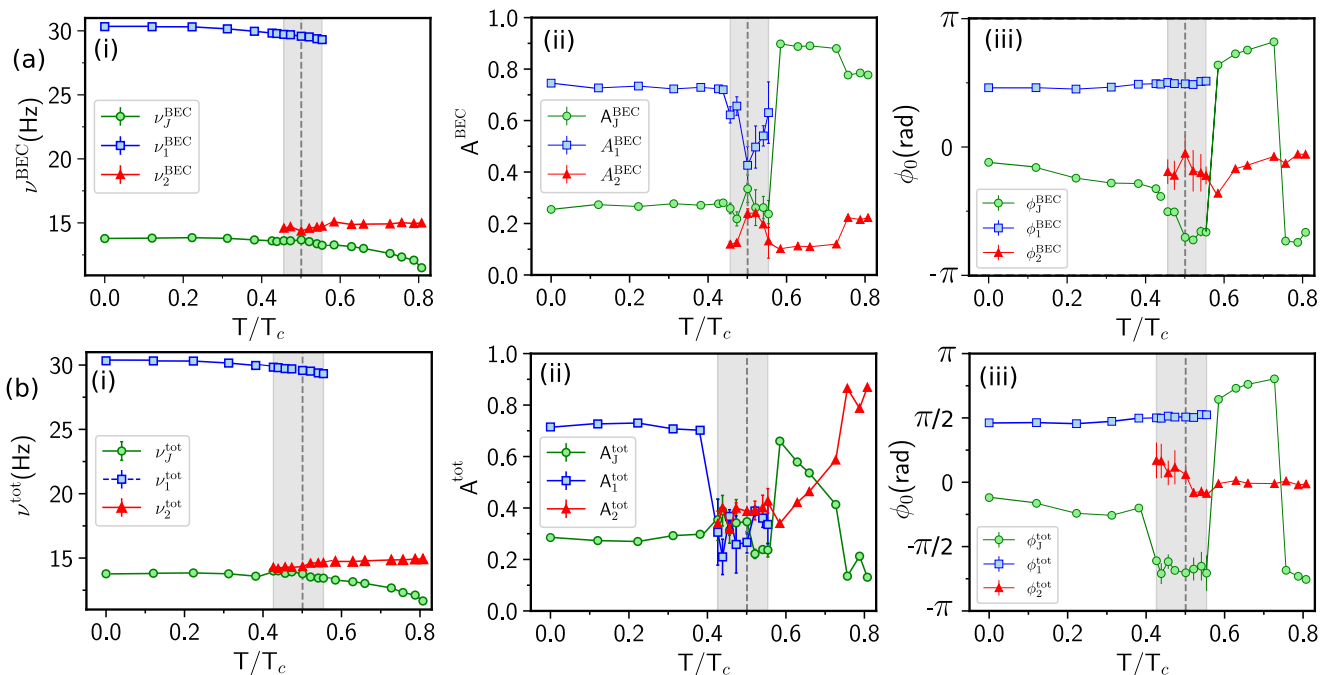 (a)
(i)
ν^BEC(Hz)
30
25
20
15
ν_J^BEC
ν_1^BEC
ν_2^BEC
0.0 0.2 0.4 0.6 0.8
T/T_c
(ii)
A^BEC
1.0
0.8
0.6
0.4
0.2
0.0
A_J^BEC
A_1^BEC
A_2^BEC
0.0 0.2 0.4 0.6 0.8
T/T_c
(iii)
ϕ_0(rad)
π
0
-π
ϕ_J^BEC
ϕ_1^BEC
ϕ_2^BEC
0.0 0.2 0.4 0.6 0.8
T/T_c
(b)
(i)
ν^tot(Hz)
30
25
20
15
ν_J^tot
ν_1^tot
ν_2^tot
0.0 0.2 0.4 0.6 0.8
T/T_c
(ii)
A^tot
1.0
0.8
0.6
0.4
0.2
0.0
A_J^tot
A_1^tot
A_2^tot
0.0 0.2 0.4 0.6 0.8
T/T_c
(iii)
ϕ_0(rad)
π
π/2
0
-π/2
-π
ϕ_J^tot
ϕ_1^tot
ϕ_2^tot
0.0 0.2 0.4 0.6 0.8
T/T_c